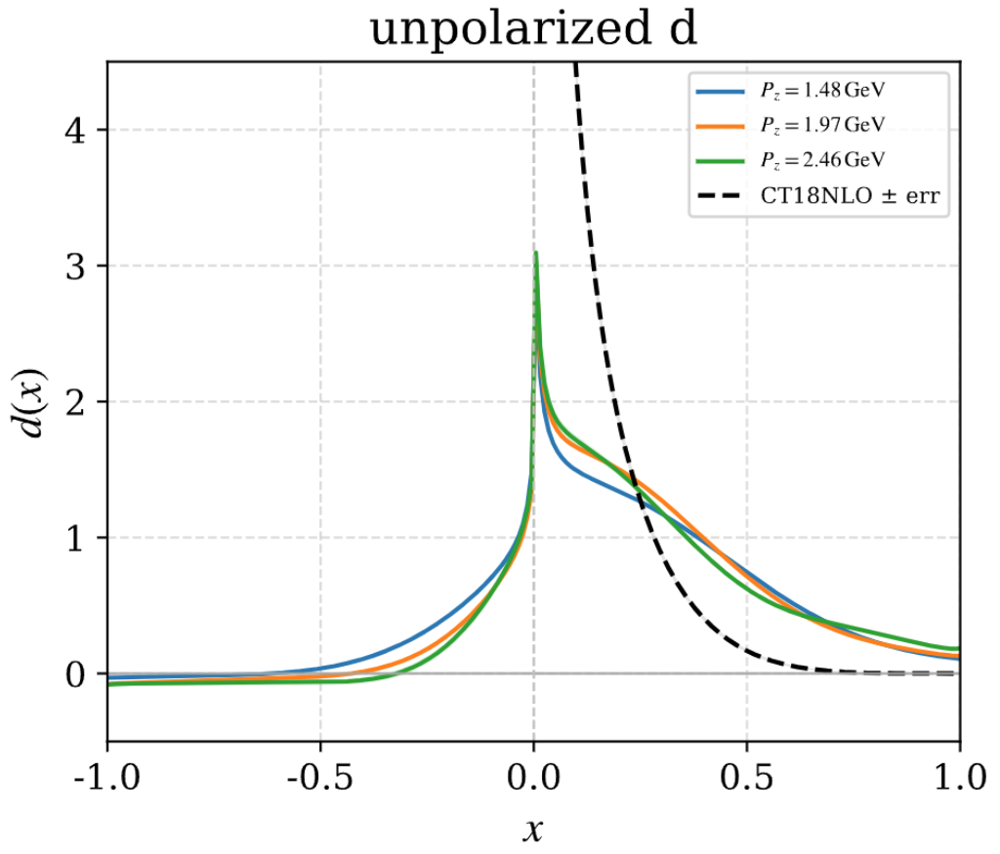 unpolarized d
P_z = 1.48 GeV
P_z = 1.97 GeV
P_z = 2.46 GeV
CT18NLO ± err
4
3
2
1
0
d(x)
-1.0 -0.5 0.0 0.5 1.0
x